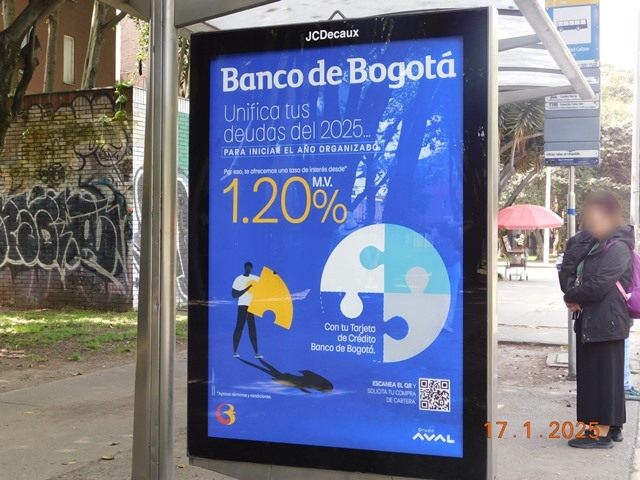 JCDecaux
Banco de Bogotá
Unifica tus
deudas del 2025...
PARA INICIAR EL AÑO ORGANIZADO
Por eso, te ofrecemos una tasa de interés desde*
1.20%
M.V.
Con tu Tarjeta
de Crédito
Banco de Bogotá.
ESCANEA EL QR Y
SOLICITA TU COMPRA
DE CARTERA
*Aplican términos y condiciones.
Grupo
AVAL
17.1.2025